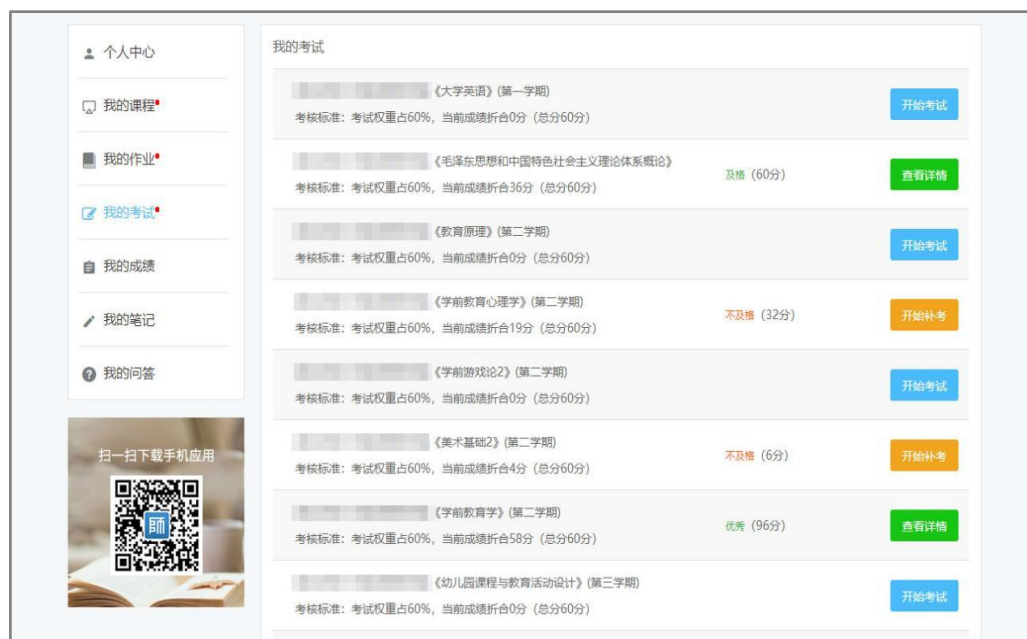 个人中心
我的课程
我的作业
我的考试
我的成绩
我的笔记
我的问答
扫一扫下载手机应用
師
我的考试
《大学英语》(第一学期)
考核标准：考试权重占60%，当前成绩折合0分（总分60分）
开始考试
《毛泽东思想和中国特色社会主义理论体系概论》
考核标准：考试权重占60%，当前成绩折合36分（总分60分）
及格（60分）
查看详情
《教育原理》(第二学期)
考核标准：考试权重占60%，当前成绩折合0分（总分60分）
开始考试
《学前教育心理学》(第二学期)
考核标准：考试权重占60%，当前成绩折合19分（总分60分）
不及格（32分）
开始补考
《学前游戏论2》(第二学期)
考核标准：考试权重占60%，当前成绩折合0分（总分60分）
开始考试
《美术基础2》(第二学期)
考核标准：考试权重占60%，当前成绩折合4分（总分60分）
不及格（6分）
开始补考
《学前教育学》(第二学期)
考核标准：考试权重占60%，当前成绩折合58分（总分60分）
优秀（96分）
查看详情
《幼儿园课程与教育活动设计》(第三学期)
考核标准：考试权重占60%，当前成绩折合0分（总分60分）
开始考试